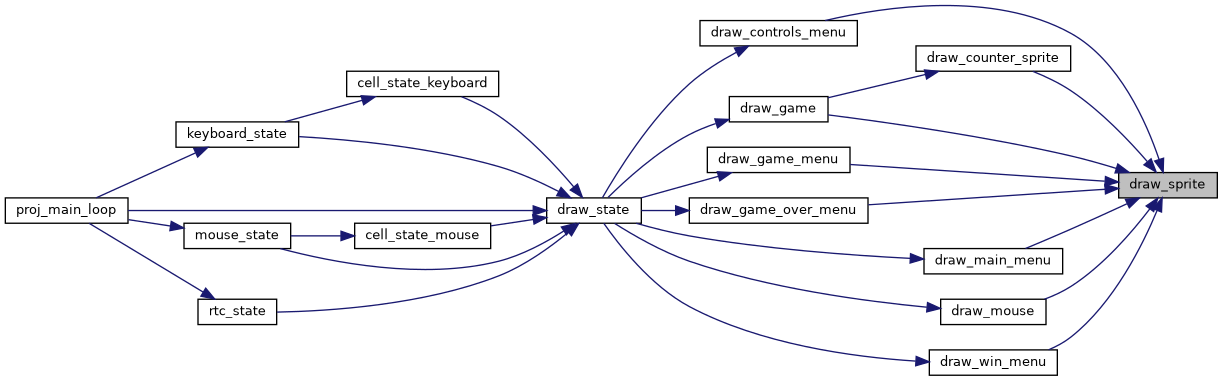 draw_controls_menu
draw_counter_sprite
cell_state_keyboard
draw_game
keyboard_state
draw_game_menu
draw_sprite
proj_main_loop
draw_state
draw_game_over_menu
mouse_state
cell_state_mouse
draw_main_menu
rtc_state
draw_mouse
draw_win_menu